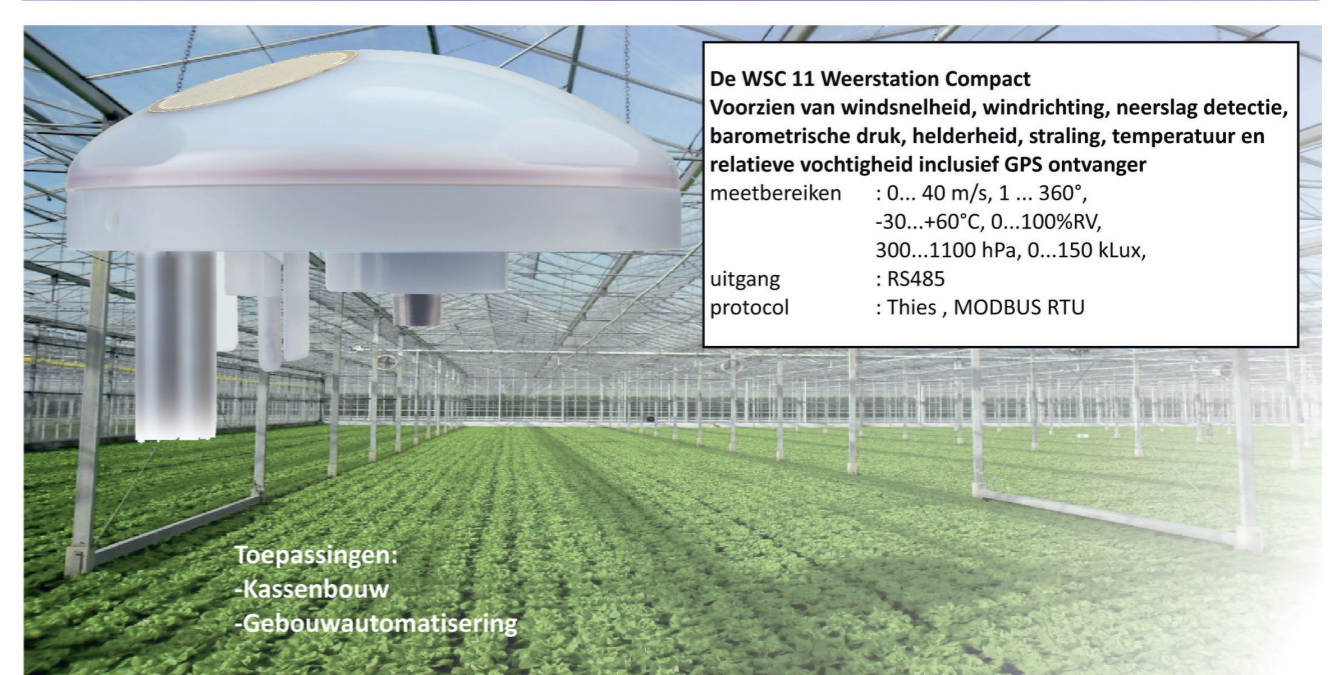 De WSC 11 Weerstation Compact
Voorzien van windsnelheid, windrichting, neerslag detectie,
barometrische druk, helderheid, straling, temperatuur en
relatieve vochtigheid inclusief GPS ontvanger
meetbereiken : 0... 40 m/s, 1 ... 360°,
-30...+60°C, 0...100%RV,
300...1100 hPa, 0...150 kLux,
uitgang : RS485
protocol : Thies , MODBUS RTU
Toepassingen:
-Kassenbouw
-Gebouwautomatisering